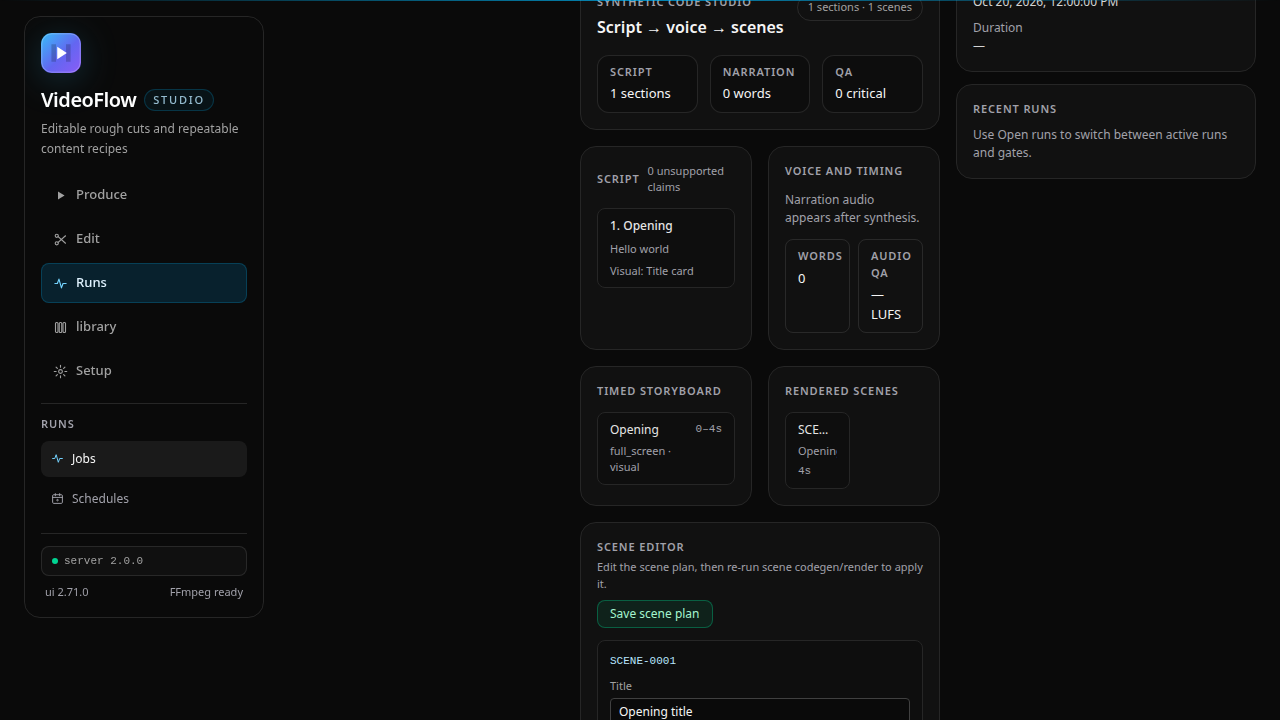 VideoFlow STUDIO
Editable rough cuts and repeatable
content recipes
Produce
Edit
Runs
library
Setup
RUNS
Jobs
Schedules
server 2.0.0
ui 2.71.0 FFmpeg ready
SYNTHETIC CODE STUDIO
Script → voice → scenes
1 sections · 1 scenes
SCRIPT
1 sections
NARRATION
0 words
QA
0 critical
SCRIPT
0 unsupported
claims
1. Opening
Hello world
Visual: Title card
VOICE AND TIMING
Narration audio
appears after synthesis.
WORDS
0
AUDIO
QA
—
LUFS
TIMED STORYBOARD
Opening 0–4s
full_screen ·
visual
RENDERED SCENES
SCE...
Openin
4s
SCENE EDITOR
Edit the scene plan, then re-run scene codegen/render to apply
it.
Save scene plan
SCENE-0001
Title
Opening title
Oct 20, 2026, 12:00:00 PM
Duration
—
RECENT RUNS
Use Open runs to switch between active runs
and gates.